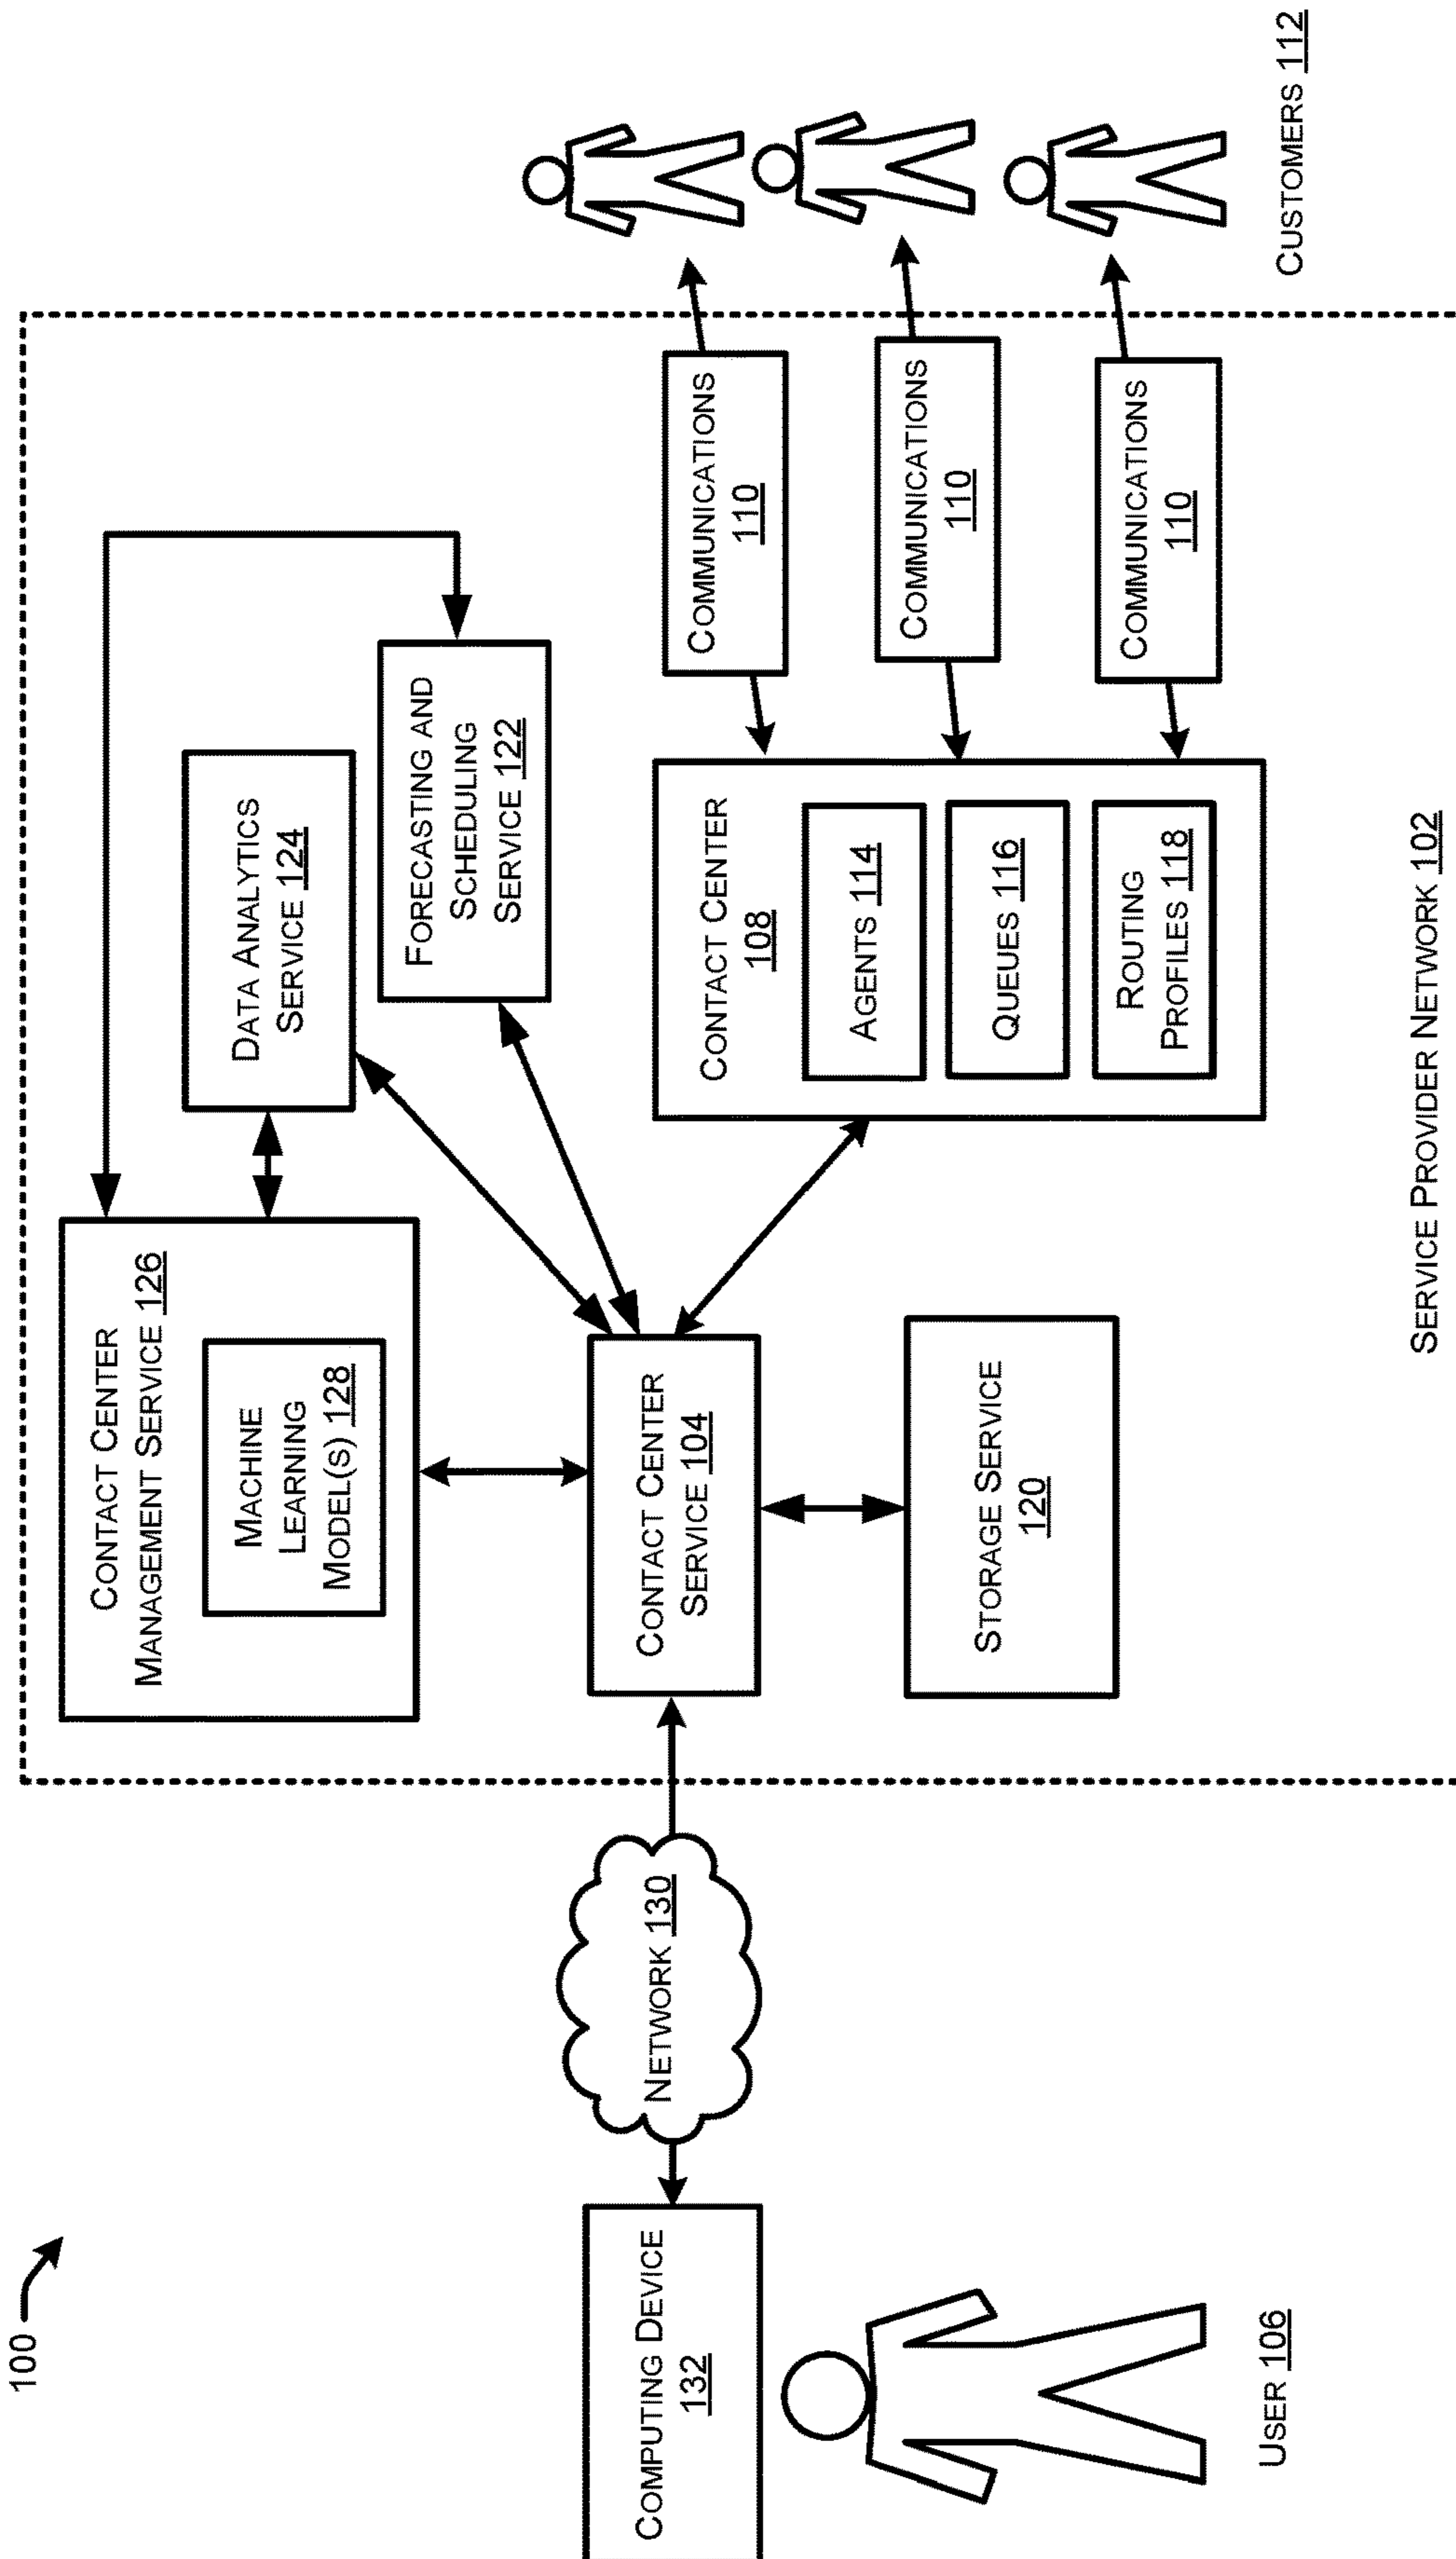 100
CONTACT CENTER
MANAGEMENT SERVICE 126
MACHINE
LEARNING
MODEL(S) 128
DATA ANALYTICS
SERVICE 124
FORECASTING AND
SCHEDULING
SERVICE 122
COMPUTING DEVICE
132
NETWORK 130
CONTACT CENTER
SERVICE 104
CONTACT CENTER
108
AGENTS 114
QUEUES 116
ROUTING
PROFILES 118
COMMUNICATIONS
110
COMMUNICATIONS
110
COMMUNICATIONS
110
STORAGE SERVICE
120
USER 106
CUSTOMERS 112
SERVICE PROVIDER NETWORK 102